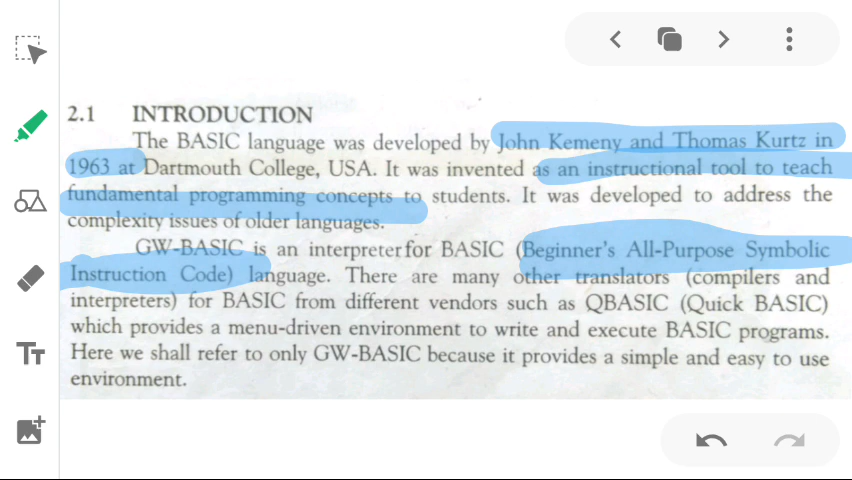 2.1 INTRODUCTION
The BASIC language was developed by John Kemeny and Thomas Kurtz in
1963 at Dartmouth College, USA. It was invented as an instructional tool to teach
fundamental programming concepts to students. It was developed to address the
complexity issues of older languages.
GW-BASIC is an interpreter for BASIC (Beginner's All-Purpose Symbolic
Instruction Code) language. There are many other translators (compilers and
interpreters) for BASIC from different vendors such as QBASIC (Quick BASIC)
which provides a menu-driven environment to write and execute BASIC programs.
Here we shall refer to only GW-BASIC because it provides a simple and easy to use
environment.
TT